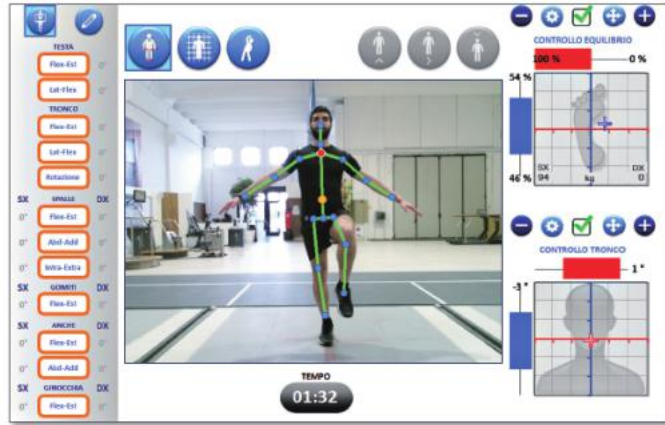 TESTA
Flex-Est 0°
Lat-Flex 0°
TRONCO
Flex-Est 0°
Lat-Flex 0°
Rotazione 0°
SX SPALLE DX
0° Flex-Est 0°
0° Abd-Add 0°
0° Intra-Extra 0°
SX GOMITI DX
0° Flex-Est 0°
SX ANCHE DX
0° Flex-Est 0°
0° Abd-Add 0°
SX GINOCCHIA DX
0° Flex-Est 0°
TEMPO
01:32
CONTROLLO EQUILIBRIO
100 % 0 %
54 %
46 %
SX kg DX
94 0
CONTROLLO TRONCO
1 °
-3 °